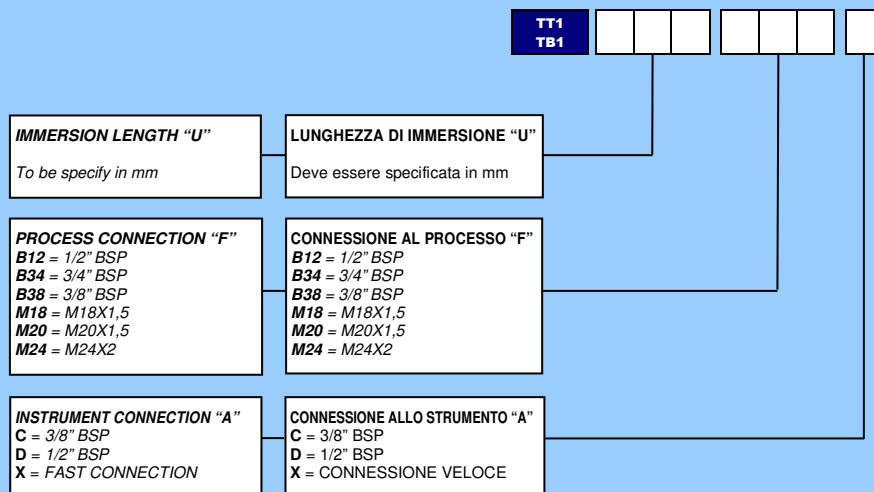 TT1
TB1
IMMERSION LENGTH “U”
To be specify in mm
LUNGHEZZA DI IMMERSIONE “U”
Deve essere specificata in mm
PROCESS CONNECTION “F”
B12 = 1/2” BSP
B34 = 3/4” BSP
B38 = 3/8” BSP
M18 = M18X1,5
M20 = M20X1,5
M24 = M24X2
CONNESSIONE AL PROCESSO “F”
B12 = 1/2” BSP
B34 = 3/4” BSP
B38 = 3/8” BSP
M18 = M18X1,5
M20 = M20X1,5
M24 = M24X2
INSTRUMENT CONNECTION “A”
C = 3/8” BSP
D = 1/2” BSP
X = FAST CONNECTION
CONNESSIONE ALLO STRUMENTO “A”
C = 3/8” BSP
D = 1/2” BSP
X = CONNESSIONE VELOCE